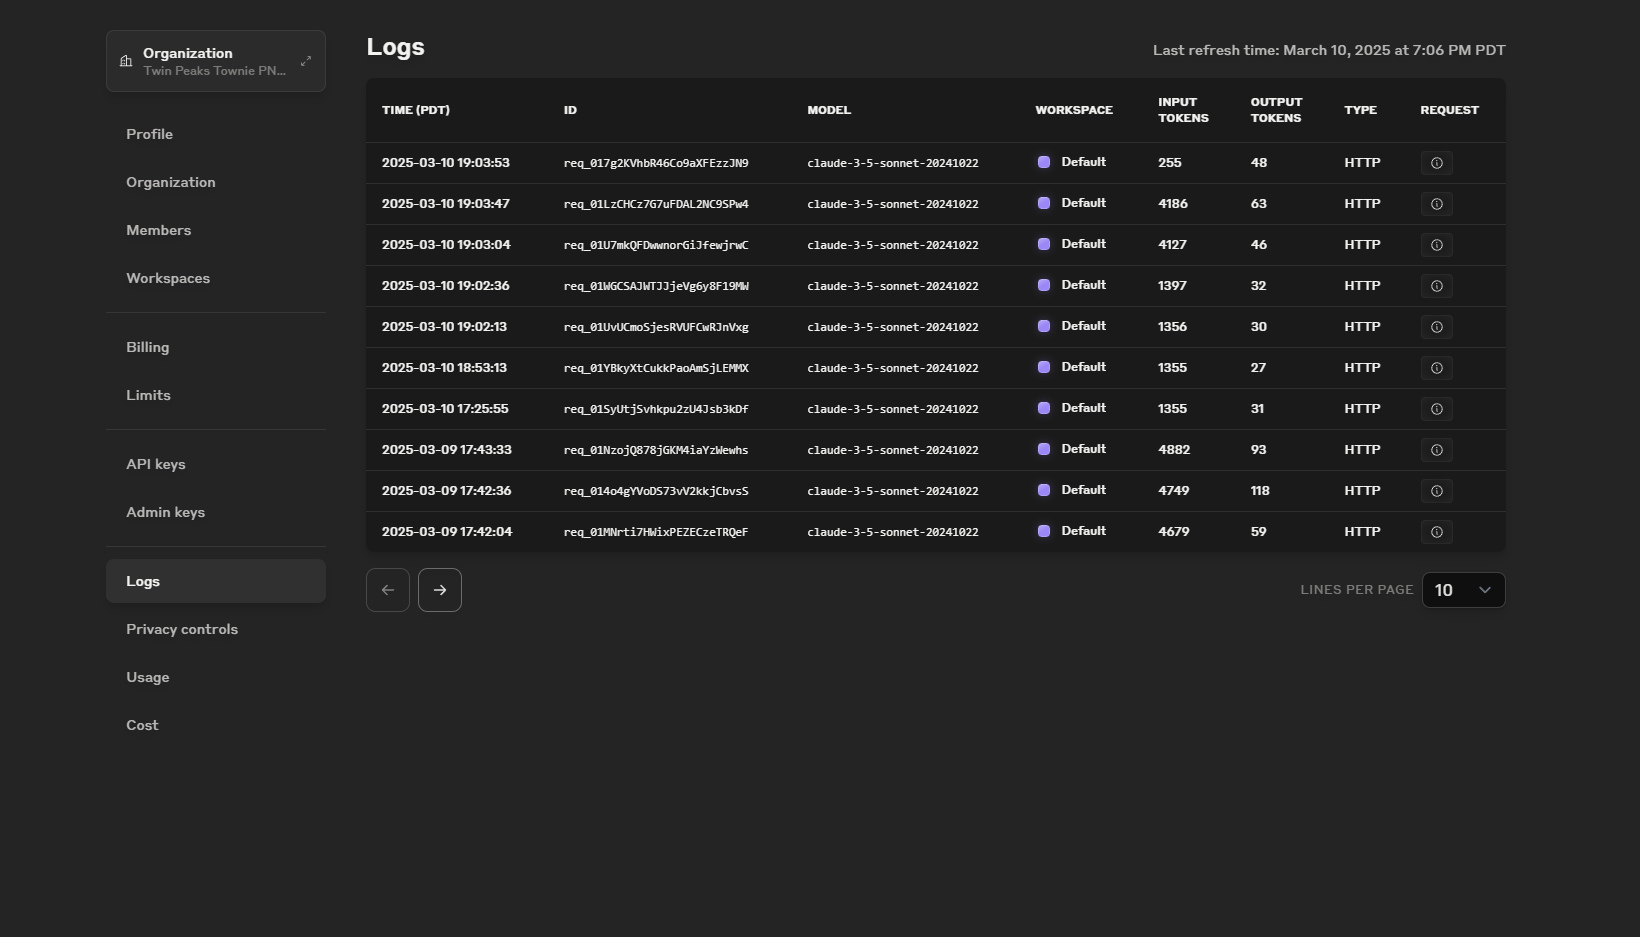 Organization
Twin Peaks Townie PN...
Profile
Organization
Members
Workspaces
Billing
Limits
API keys
Admin keys
Logs
Privacy controls
Usage
Cost
Logs
Last refresh time: March 10, 2025 at 7:06 PM PDT
TIME (PDT) ID MODEL WORKSPACE INPUT TOKENS OUTPUT TOKENS TYPE REQUEST
2025-03-10 19:03:53 req_017g2KVhbR46Co9aXFEzzJN9 claude-3-5-sonnet-20241022 Default 255 48 HTTP
2025-03-10 19:03:47 req_01LzCHCz7G7uFDAL2NC9SPw4 claude-3-5-sonnet-20241022 Default 4186 63 HTTP
2025-03-10 19:03:04 req_01U7mkQFDwwnorGiJfewjrwC claude-3-5-sonnet-20241022 Default 4127 46 HTTP
2025-03-10 19:02:36 req_01WGCSAJWTJJjeVg6y8F19MW claude-3-5-sonnet-20241022 Default 1397 32 HTTP
2025-03-10 19:02:13 req_01UvUCmoSjesRVUFCwRJnVxg claude-3-5-sonnet-20241022 Default 1356 30 HTTP
2025-03-10 18:53:13 req_01YBkyXtCukkPaoAmSjLEMMX claude-3-5-sonnet-20241022 Default 1355 27 HTTP
2025-03-10 17:25:55 req_01SyUtjSvhkpu2zU4Jsb3kDf claude-3-5-sonnet-20241022 Default 1355 31 HTTP
2025-03-09 17:43:33 req_01NzojQ878jGKM4iaYzWewhs claude-3-5-sonnet-20241022 Default 4882 93 HTTP
2025-03-09 17:42:36 req_014o4gYVoDS73vV2kkjCbvsS claude-3-5-sonnet-20241022 Default 4749 118 HTTP
2025-03-09 17:42:04 req_01MNrti7HWixPEZECzeTRQeF claude-3-5-sonnet-20241022 Default 4679 59 HTTP
LINES PER PAGE 10